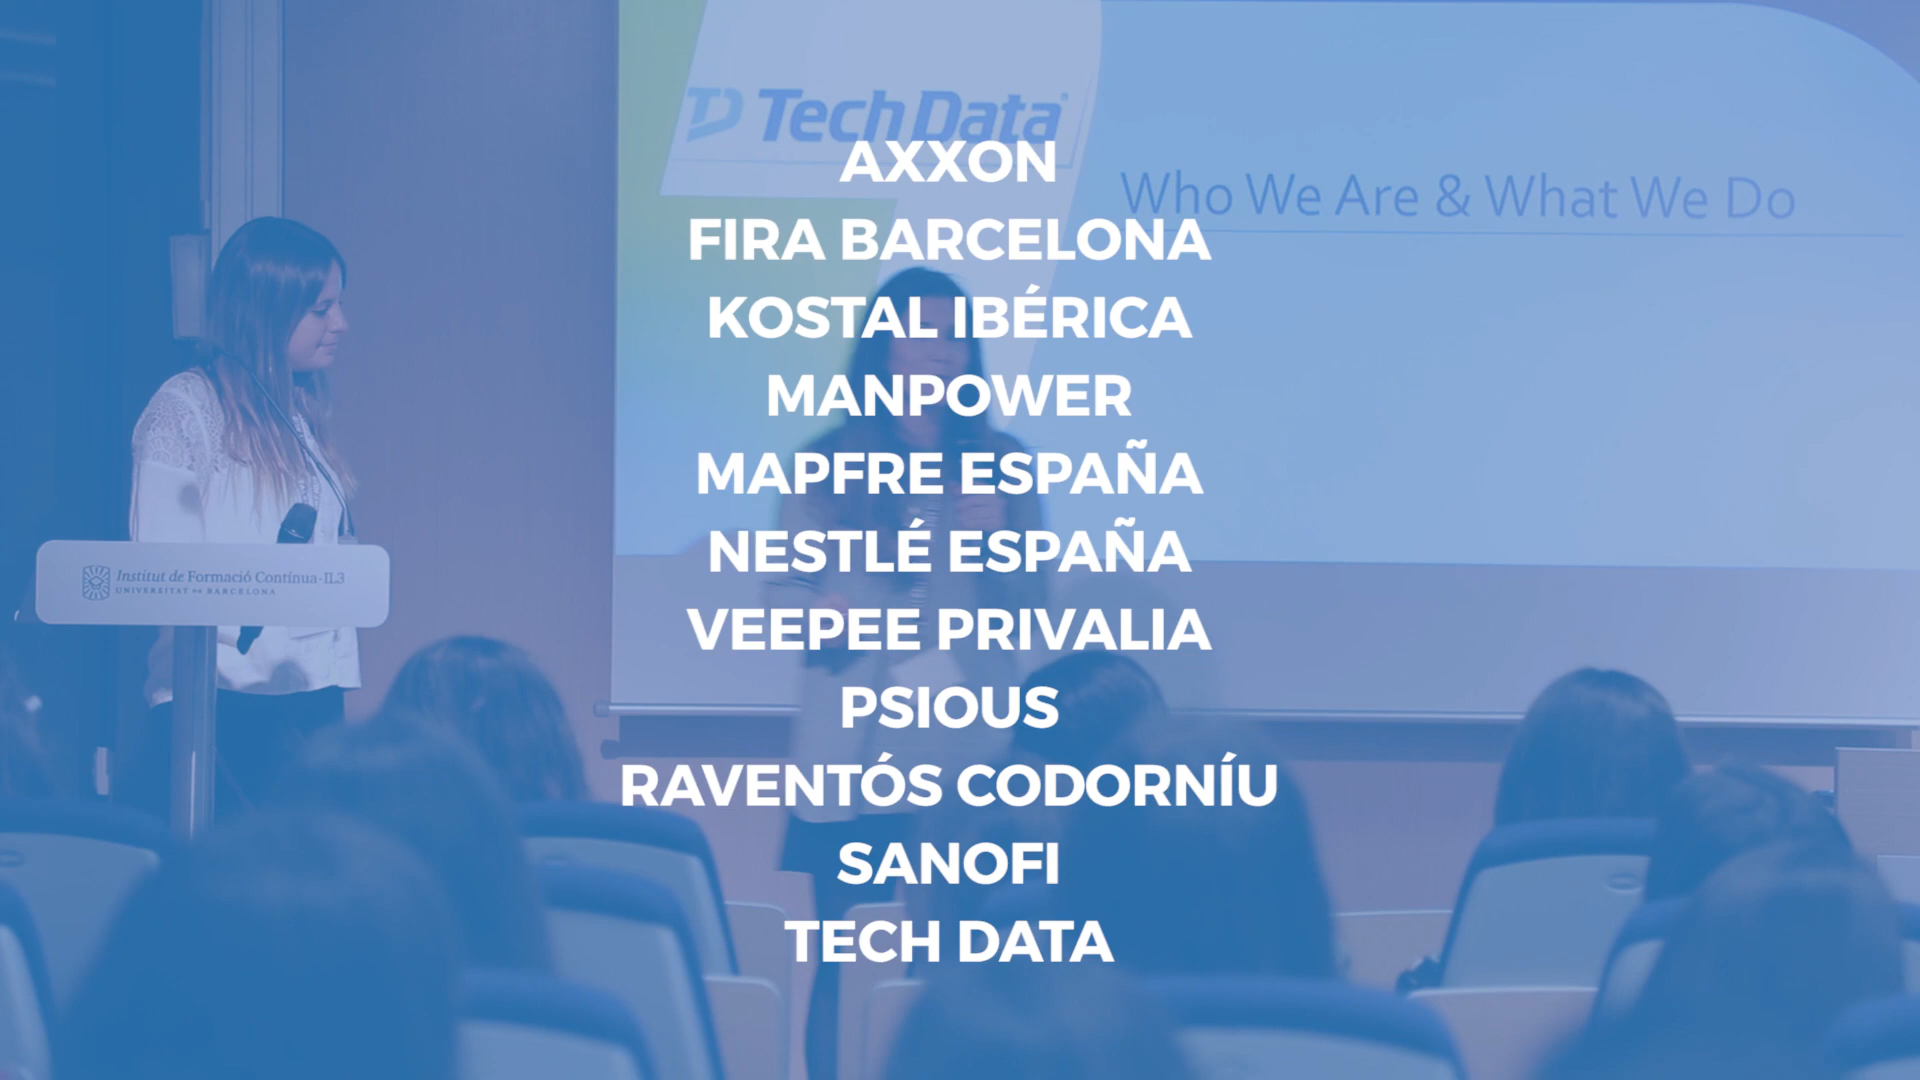 TD Tech Data
Who We Are & What We Do
AXXON
FIRA BARCELONA
KOSTAL IBÉRICA
MANPOWER
MAPFRE ESPAÑA
NESTLÉ ESPAÑA
VEEPEE PRIVALIA
PSIOUS
RAVENTÓS CODORNÍU
SANOFI
TECH DATA
Institut de Formació Contínua-IL3
UNIVERSITAT DE BARCELONA